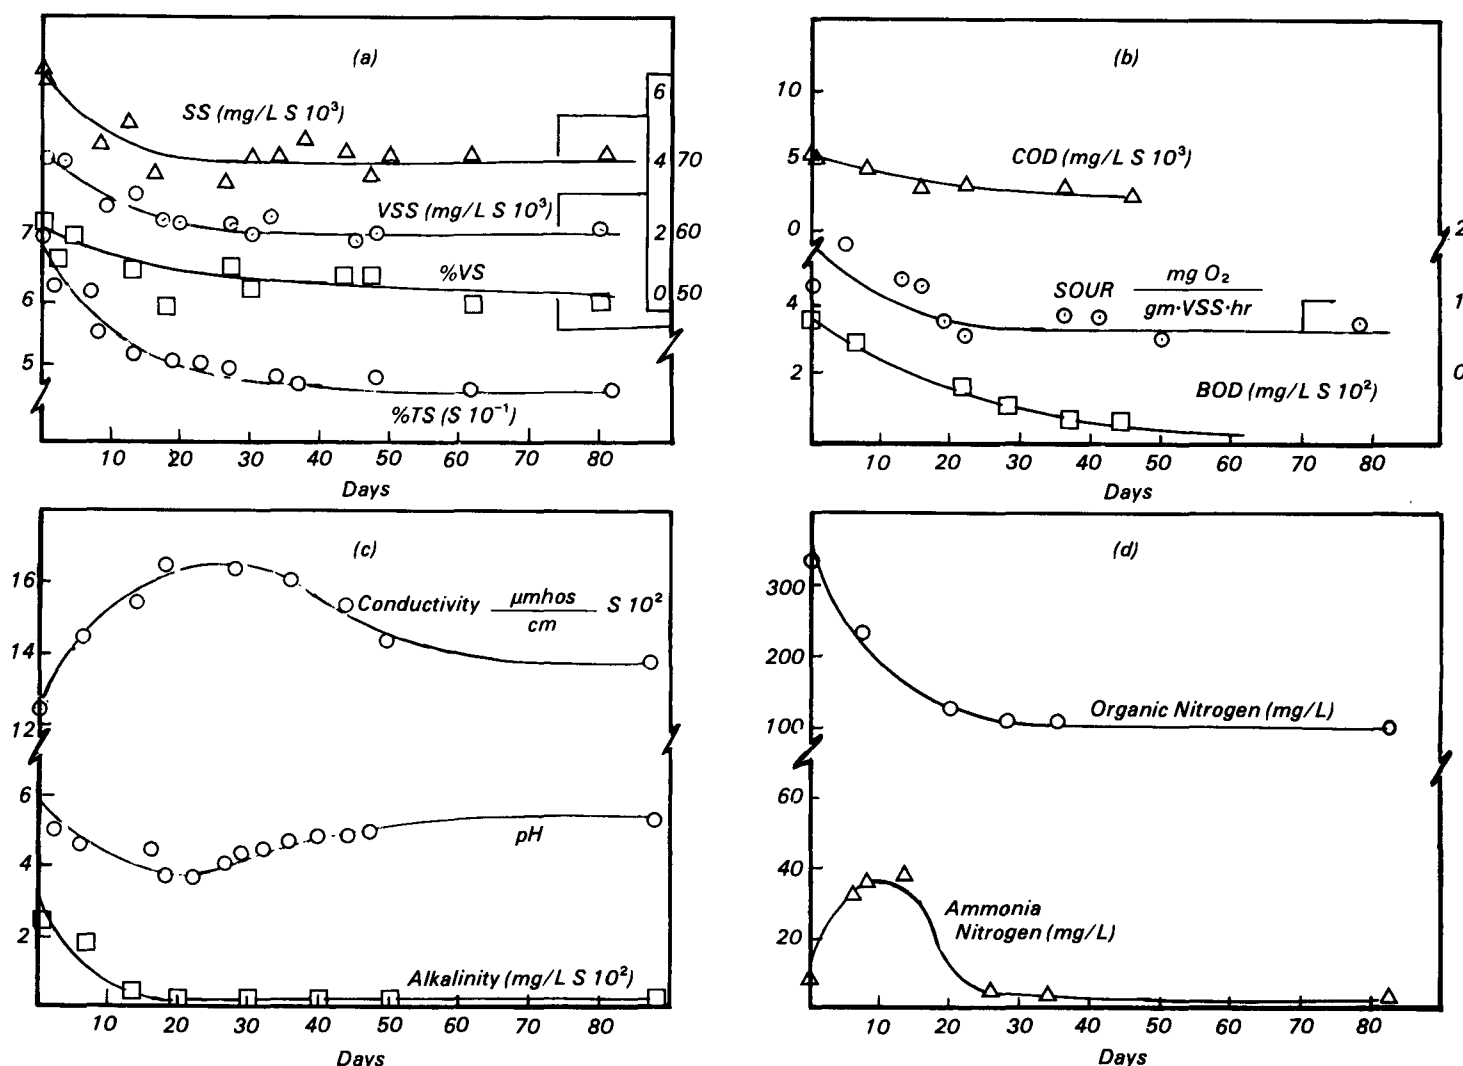 (a)
SS (mg/L S 10³)
6
4 70
VSS (mg/L S 10³)
7
2 60
%VS
0 50
6
5
%TS (S 10⁻¹)
10 20 30 40 50 60 70 80
Days
(b)
10
COD (mg/L S 10³)
5
0
2
SOUR mg O₂
gm·VSS·hr
4
1
2
0
BOD (mg/L S 10²)
10 20 30 40 50 60 70 80
Days
(c)
16
Conductivity µmhos S 10²
cm
14
12
6
pH
4
2
Alkalinity (mg/L S 10²)
10 20 30 40 50 60 70 80
Days
(d)
300
200
Organic Nitrogen (mg/L)
100
60
40
Ammonia
Nitrogen (mg/L)
20
10 20 30 40 50 60 70 80
Days